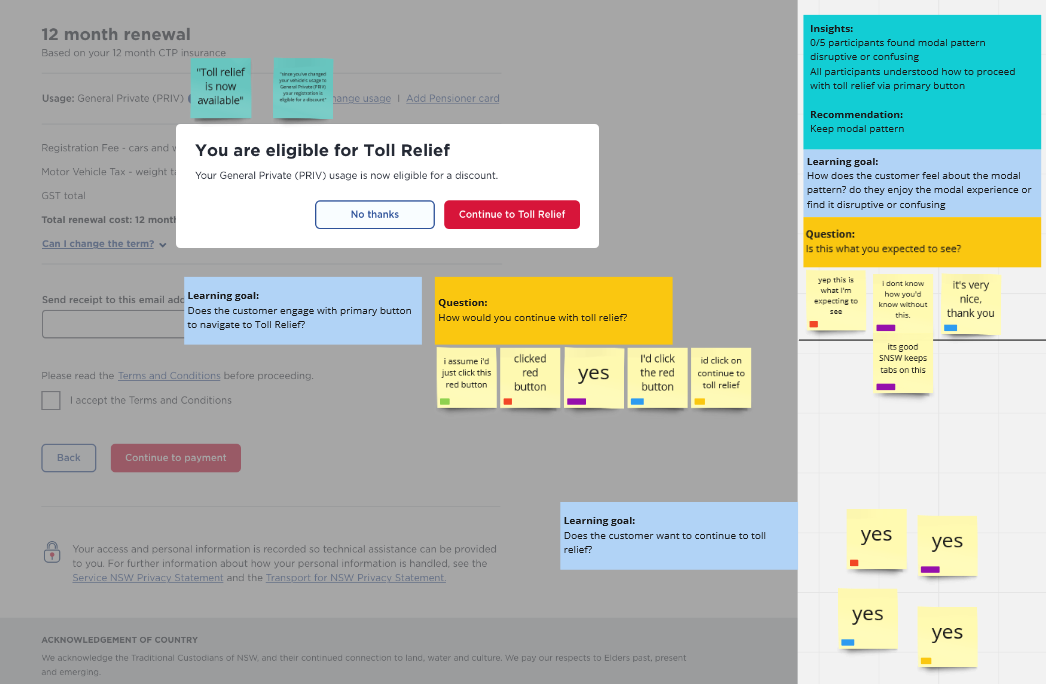 12 month renewal
Based on your 12 month CTP insurance
"Toll relief
is now
available"
"Since you've changed
your vehicle's usage to
General Private (PRIV)
your registration is
eligible for a discount"
Usage: General Private (PRIV)
ange usage | Add Pensioner card
Registration Fee - cars and
Motor Vehicle Tax - weight ta
GST total
Total renewal cost: 12 month
Can I change the term?
You are eligible for Toll Relief
Your General Private (PRIV) usage is now eligible for a discount.
No thanks
Continue to Toll Relief
Learning goal:
Does the customer engage with primary button
to navigate to Toll Relief?
Question:
How would you continue with toll relief?
i assume i'd
just click this
red button
clicked
red
button
yes
I'd click
the red
button
id click on
continue to
toll relief
Send receipt to this email add
Please read the Terms and Conditions before proceeding.
I accept the Terms and Conditions
Back
Continue to payment
Learning goal:
Does the customer want to continue to toll
relief?
Your access and personal information is recorded so technical assistance can be provided
to you. For further information about how your personal information is handled, see the
Service NSW Privacy Statement and the Transport for NSW Privacy Statement.
ACKNOWLEDGEMENT OF COUNTRY
We acknowledge the Traditional Custodians of NSW, and their continued connection to land, water and culture. We pay our respects to Elders past, present
and emerging.
Insights:
0/5 participants found modal pattern
disruptive or confusing
All participants understood how to proceed
with toll relief via primary button
Recommendation:
Keep modal pattern
Learning goal:
How does the customer feel about the modal
pattern? do they enjoy the modal experience or
find it disruptive or confusing
Question:
Is this what you expected to see?
yep this is
what I'm
expecting to
see
I dont know
how you'd
know without
this.
it's very
nice,
thank you
its good
SNSW keeps
tabs on this
yes
yes
yes
yes